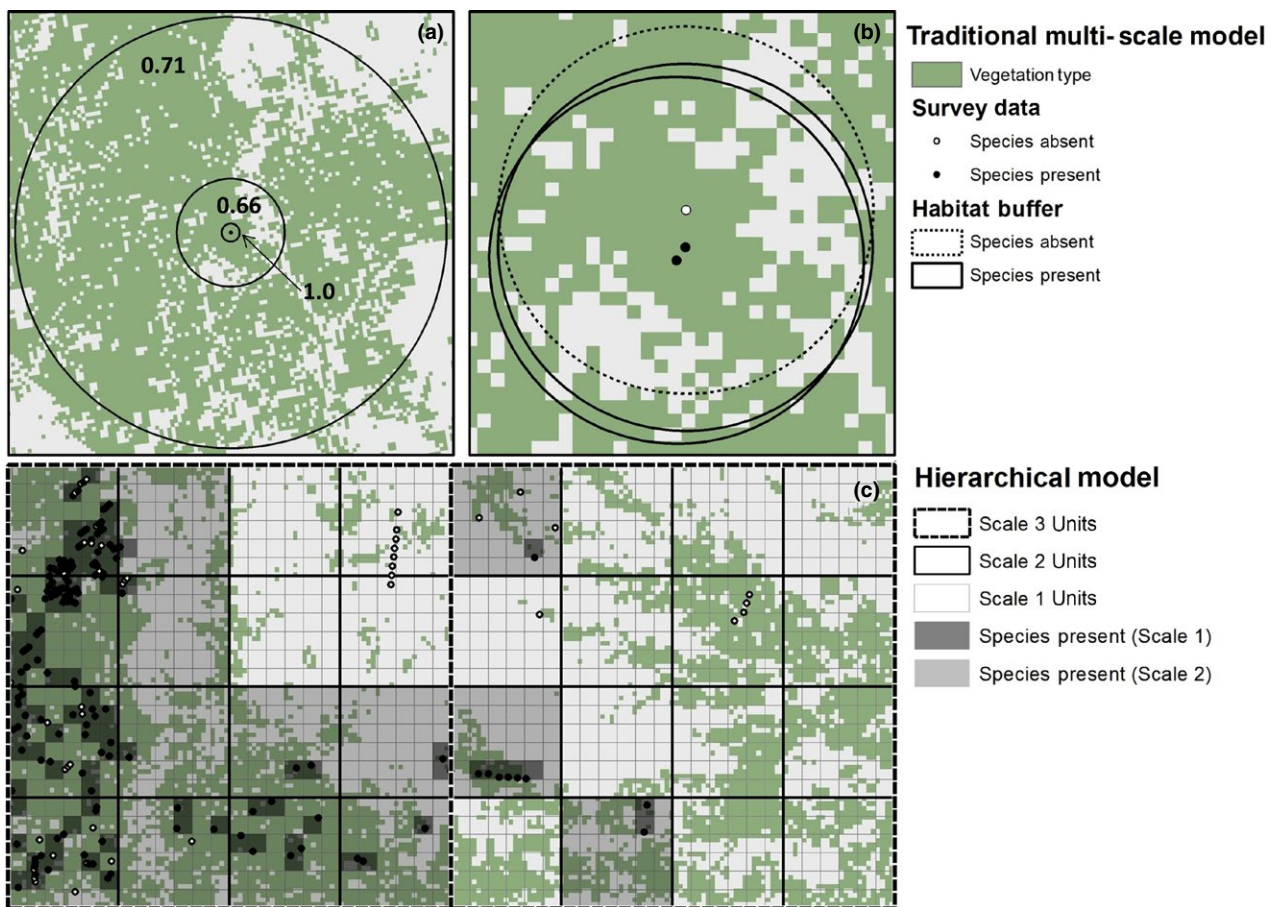 (a)
0.71
0.66
1.0
(b)
Traditional multi-scale model
Vegetation type
Survey data
Species absent
Species present
Habitat buffer
Species absent
Species present
(c)
Hierarchical model
Scale 3 Units
Scale 2 Units
Scale 1 Units
Species present (Scale 1)
Species present (Scale 2)